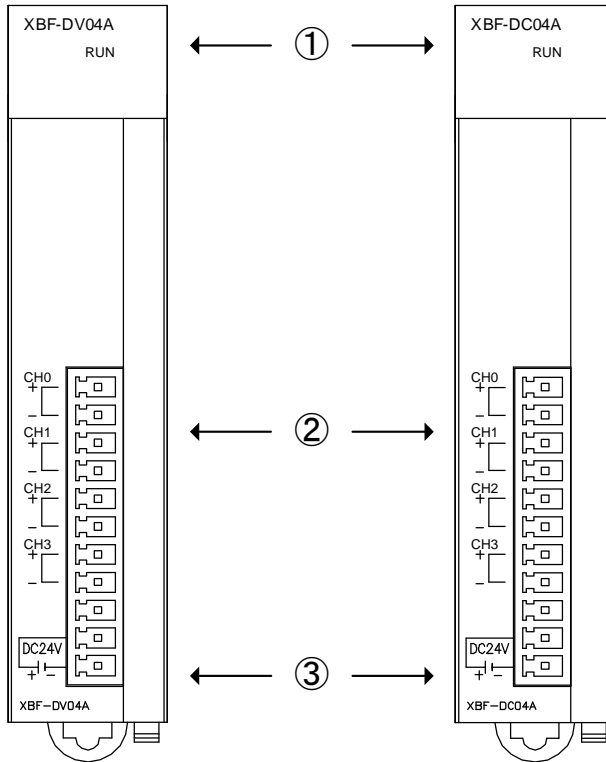 XBF-DV04A
RUN
①
XBF-DC04A
RUN
CH0
+
−
CH1
+
−
CH2
+
−
CH3
+
−
②
CH0
+
−
CH1
+
−
CH2
+
−
CH3
+
−
DC24V
+ −
XBF-DV04A
③
DC24V
+ −
XBF-DC04A